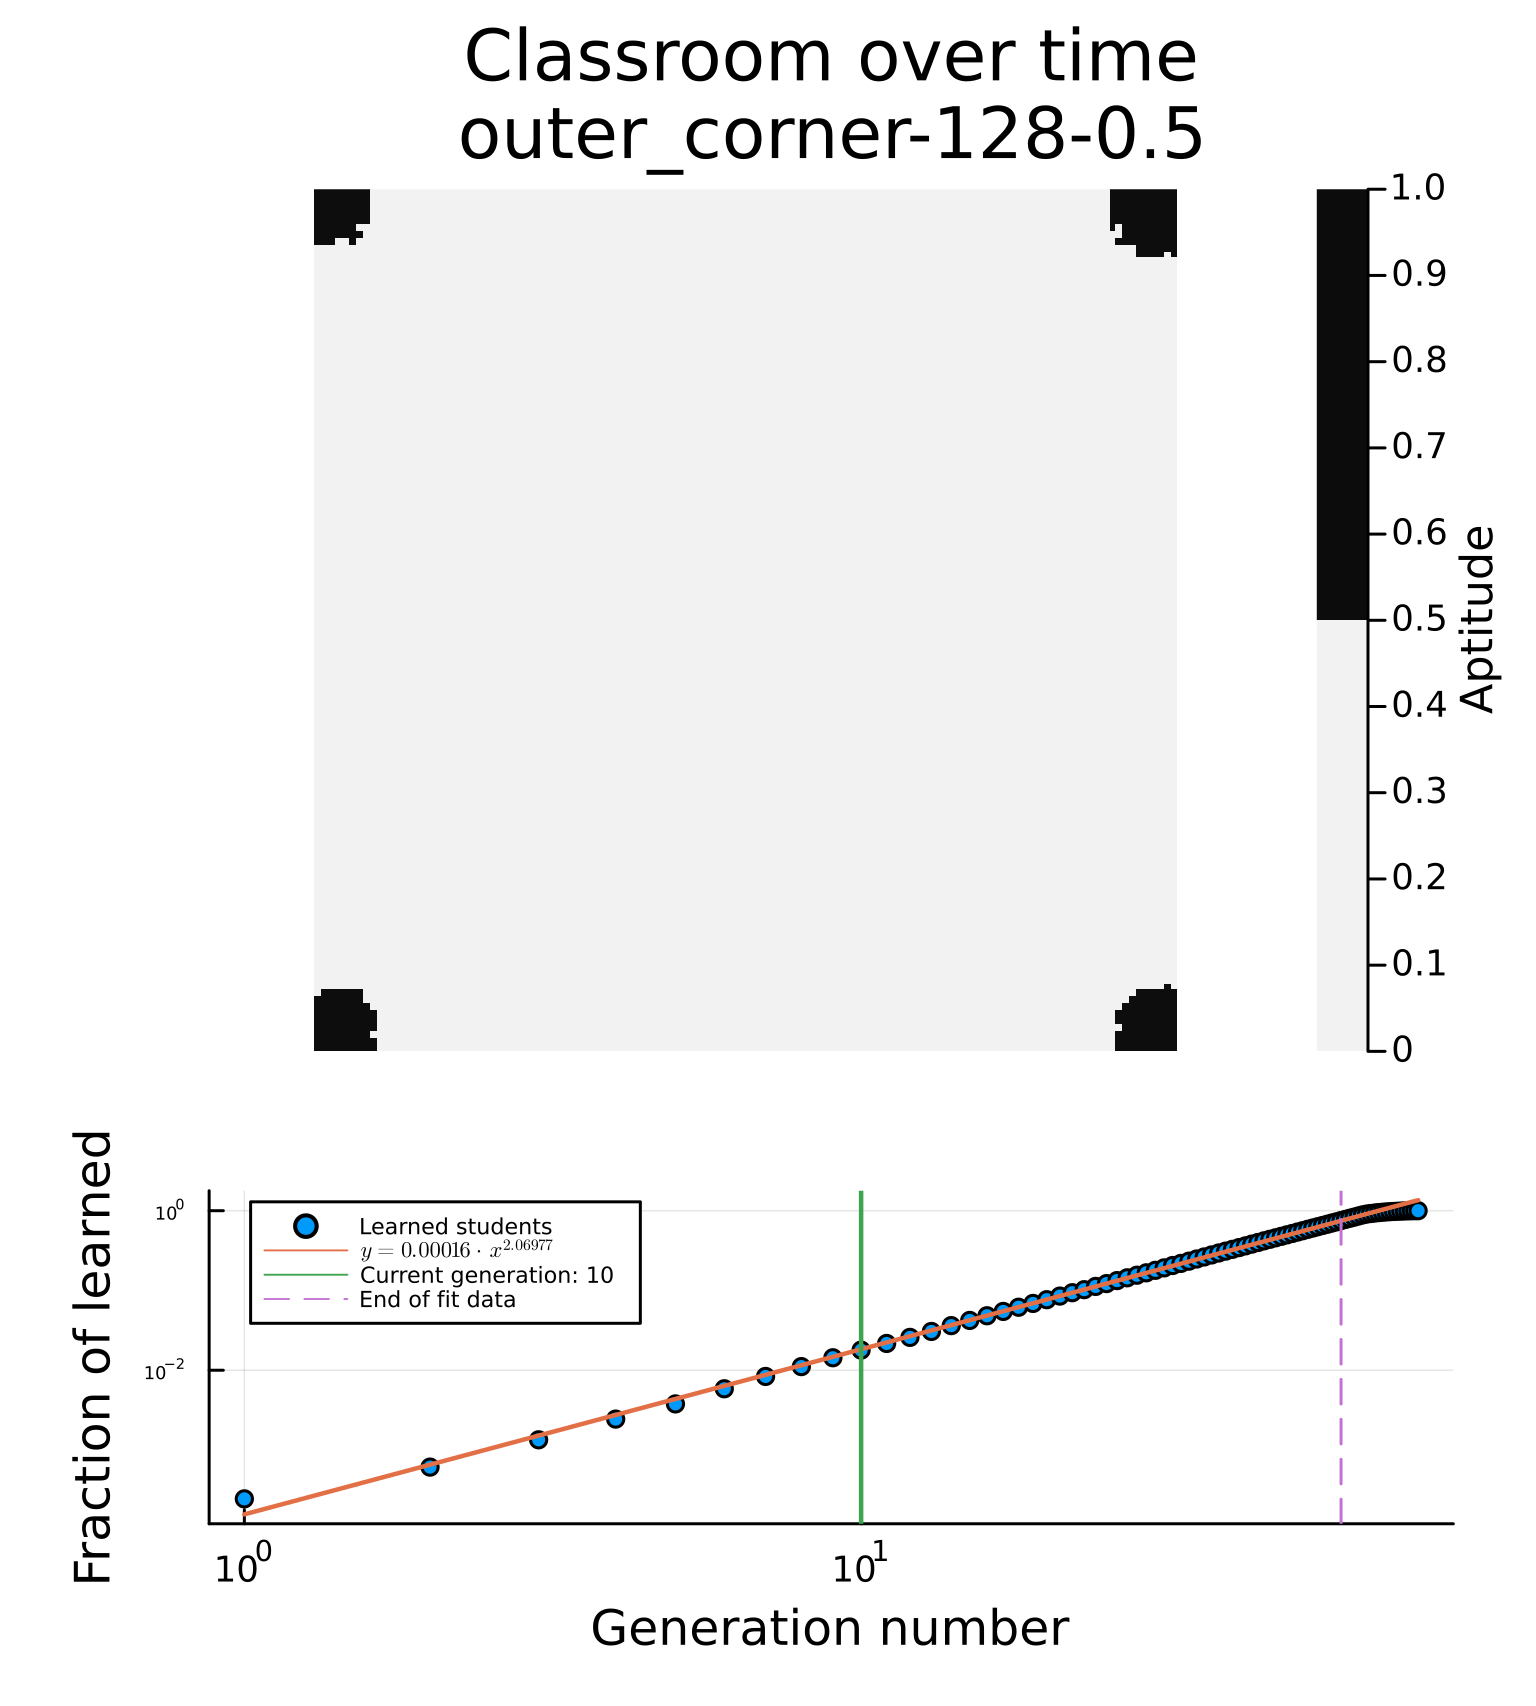 Classroom over time
outer_corner-128-0.5
1.0
0.9
0.8
0.7
0.6
0.5
0.4
0.3
0.2
0.1
0
Aptitude
Fraction of learned
10⁰
10⁻²
Learned students
y = 0.00016 · x^2.06977
Current generation: 10
End of fit data
10⁰
10¹
Generation number